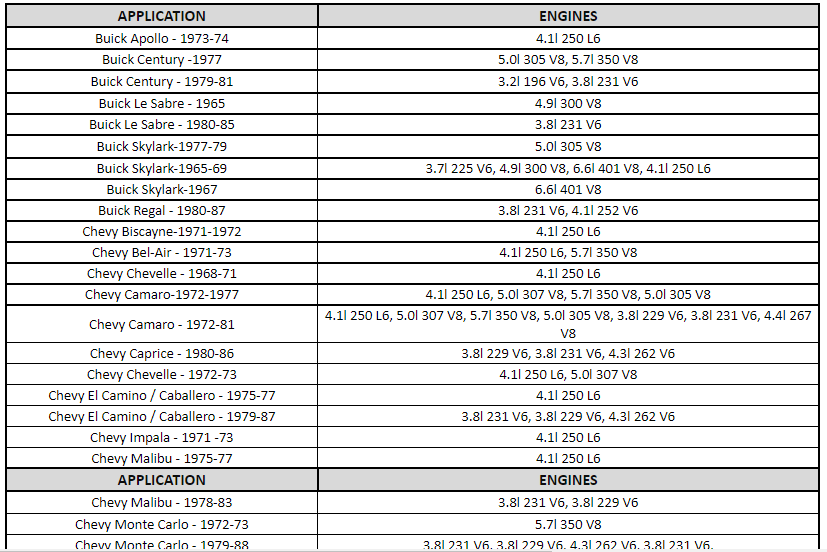 APPLICATION ENGINES
Buick Apollo - 1973-74 4.1l 250 L6
Buick Century -1977 5.0l 305 V8, 5.7l 350 V8
Buick Century - 1979-81 3.2l 196 V6, 3.8l 231 V6
Buick Le Sabre - 1965 4.9l 300 V8
Buick Le Sabre - 1980-85 3.8l 231 V6
Buick Skylark-1977-79 5.0l 305 V8
Buick Skylark-1965-69 3.7l 225 V6, 4.9l 300 V8, 6.6l 401 V8, 4.1l 250 L6
Buick Skylark-1967 6.6l 401 V8
Buick Regal - 1980-87 3.8l 231 V6, 4.1l 252 V6
Chevy Biscayne-1971-1972 4.1l 250 L6
Chevy Bel-Air - 1971-73 4.1l 250 L6, 5.7l 350 V8
Chevy Chevelle - 1968-71 4.1l 250 L6
Chevy Camaro-1972-1977 4.1l 250 L6, 5.0l 307 V8, 5.7l 350 V8, 5.0l 305 V8
Chevy Camaro - 1972-81 4.1l 250 L6, 5.0l 307 V8, 5.7l 350 V8, 5.0l 305 V8, 3.8l 229 V6, 3.8l 231 V6, 4.4l 267
V8
Chevy Caprice - 1980-86 3.8l 229 V6, 3.8l 231 V6, 4.3l 262 V6
Chevy Chevelle - 1972-73 4.1l 250 L6, 5.0l 307 V8
Chevy El Camino / Caballero - 1975-77 4.1l 250 L6
Chevy El Camino / Caballero - 1979-87 3.8l 231 V6, 3.8l 229 V6, 4.3l 262 V6
Chevy Impala - 1971 -73 4.1l 250 L6
Chevy Malibu - 1975-77 4.1l 250 L6
APPLICATION ENGINES
Chevy Malibu - 1978-83 3.8l 231 V6, 3.8l 229 V6
Chevy Monte Carlo - 1972-73 5.7l 350 V8
Chevy Monte Carlo - 1979-88 3.8l 231 V6, 3.8l 229 V6, 4.3l 262 V6, 3.8l 231 V6,